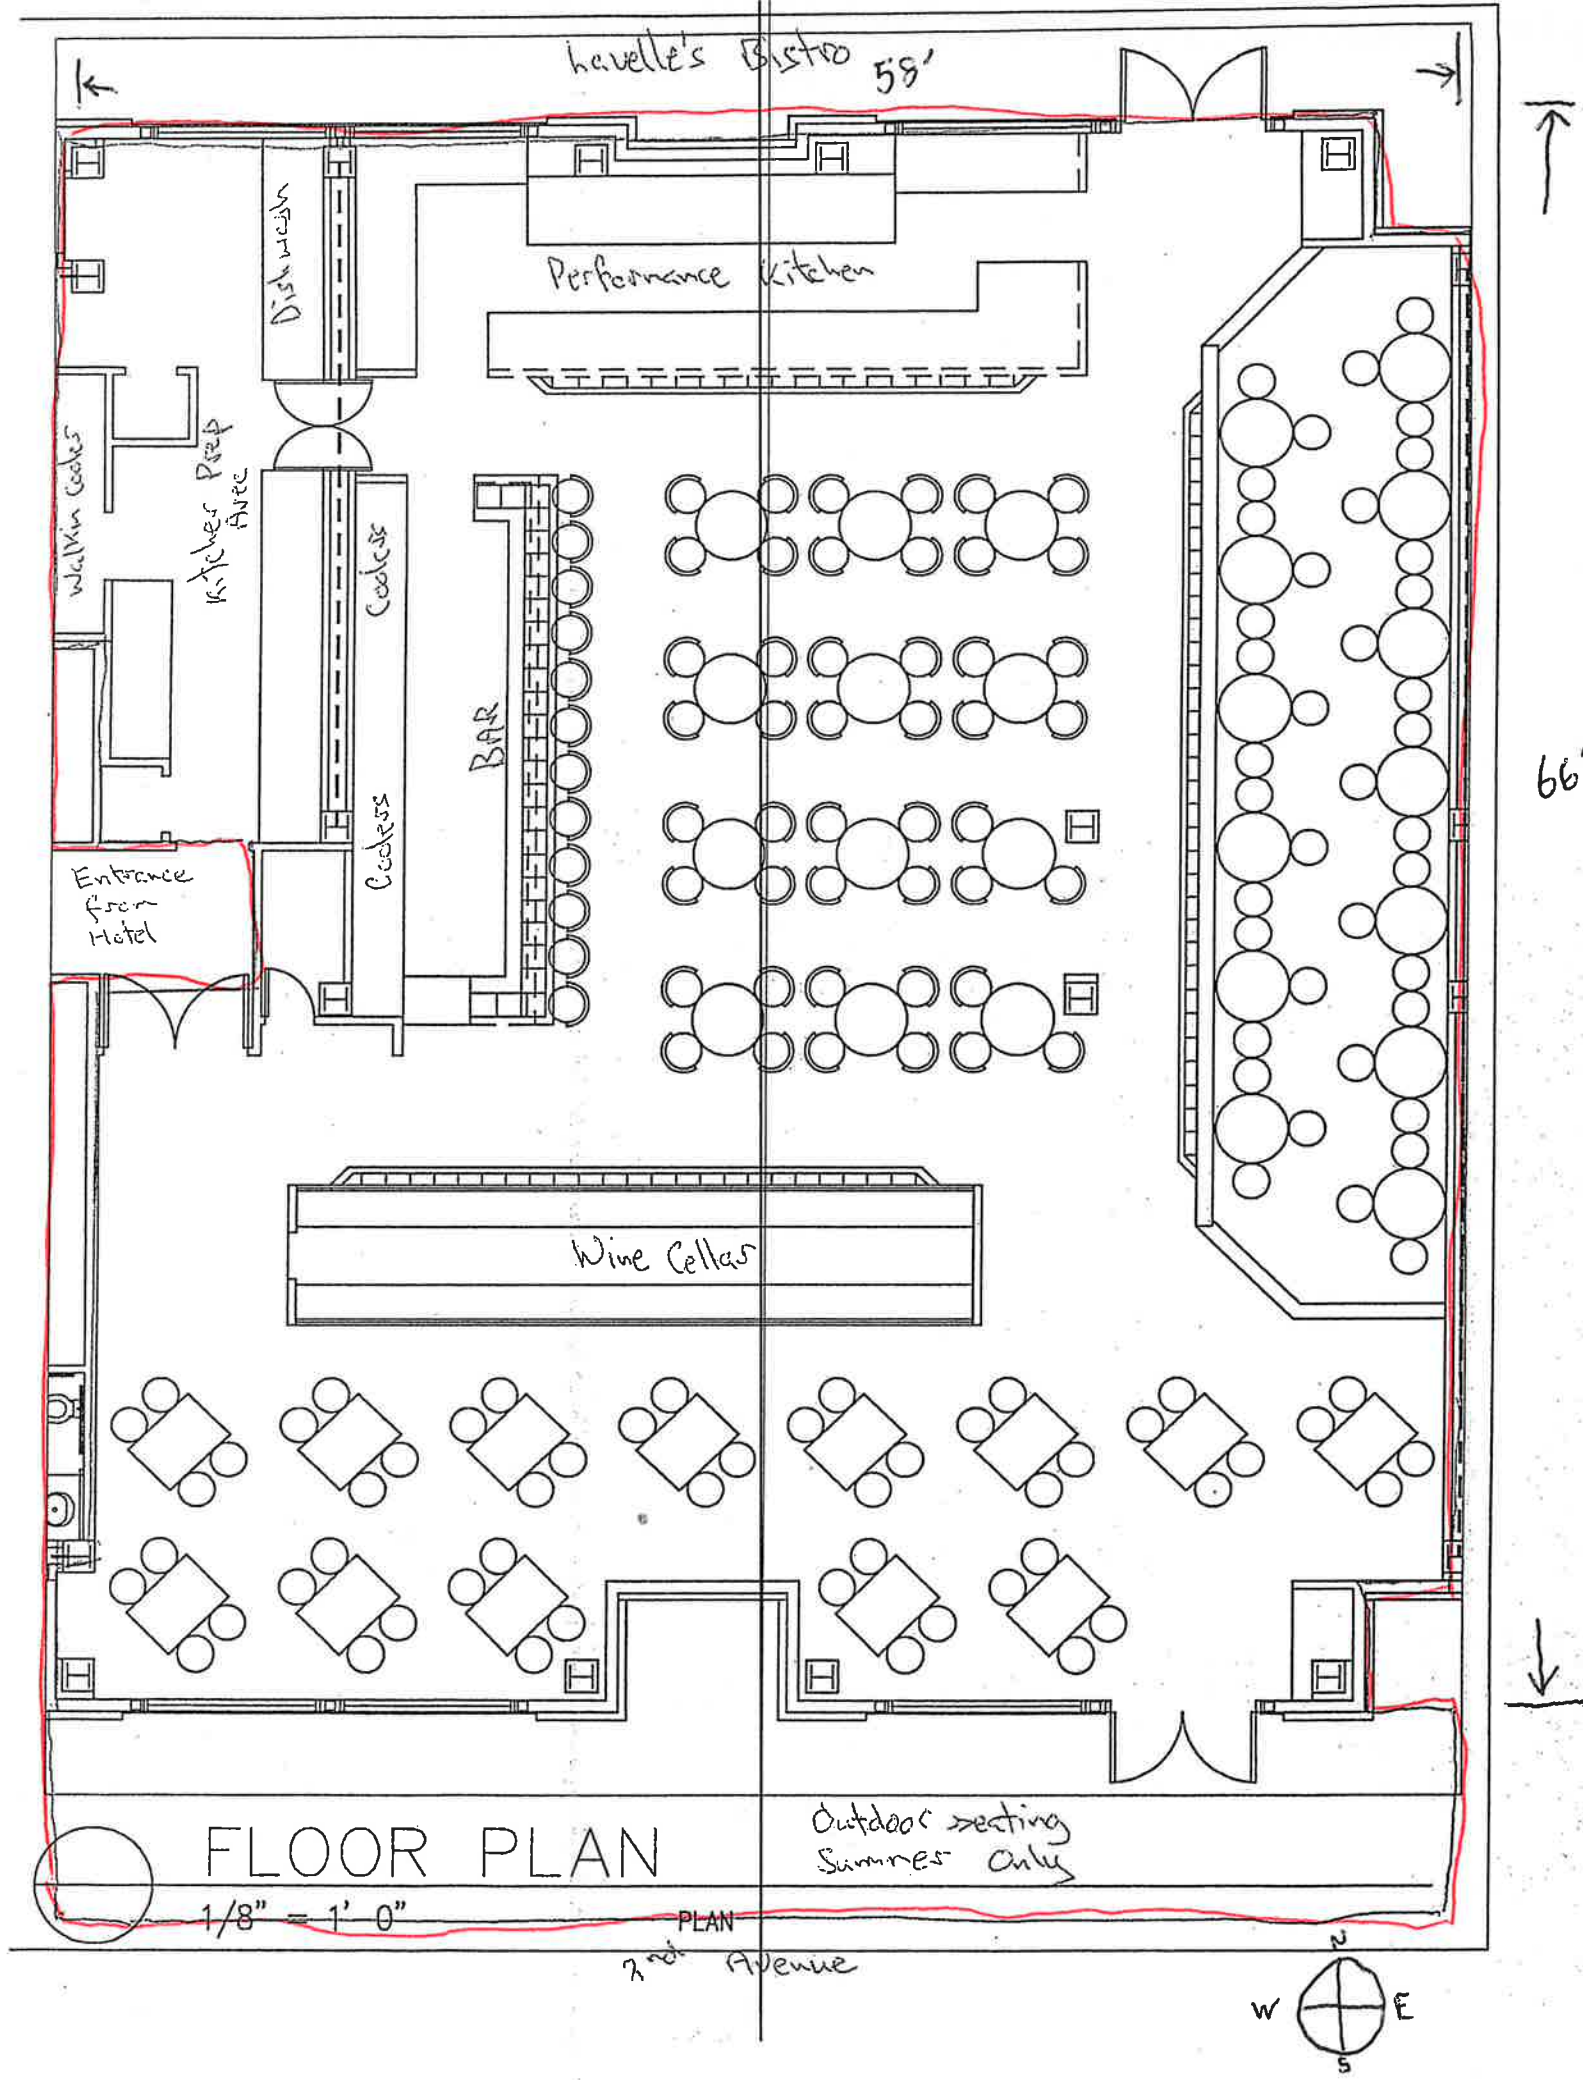 Lavelle's Bistro
58'
Dishwash
Performance Kitchen
Walkin Cooler
Kitchen Prep
Area
Coolers
66'
BAR
Coolers
Entrance
from
Hotel
Wine Cellar
FLOOR PLAN
Outdoor seating
Summer Only
1/8" = 1' 0"
PLAN
2nd Avenue
N
W
E
S